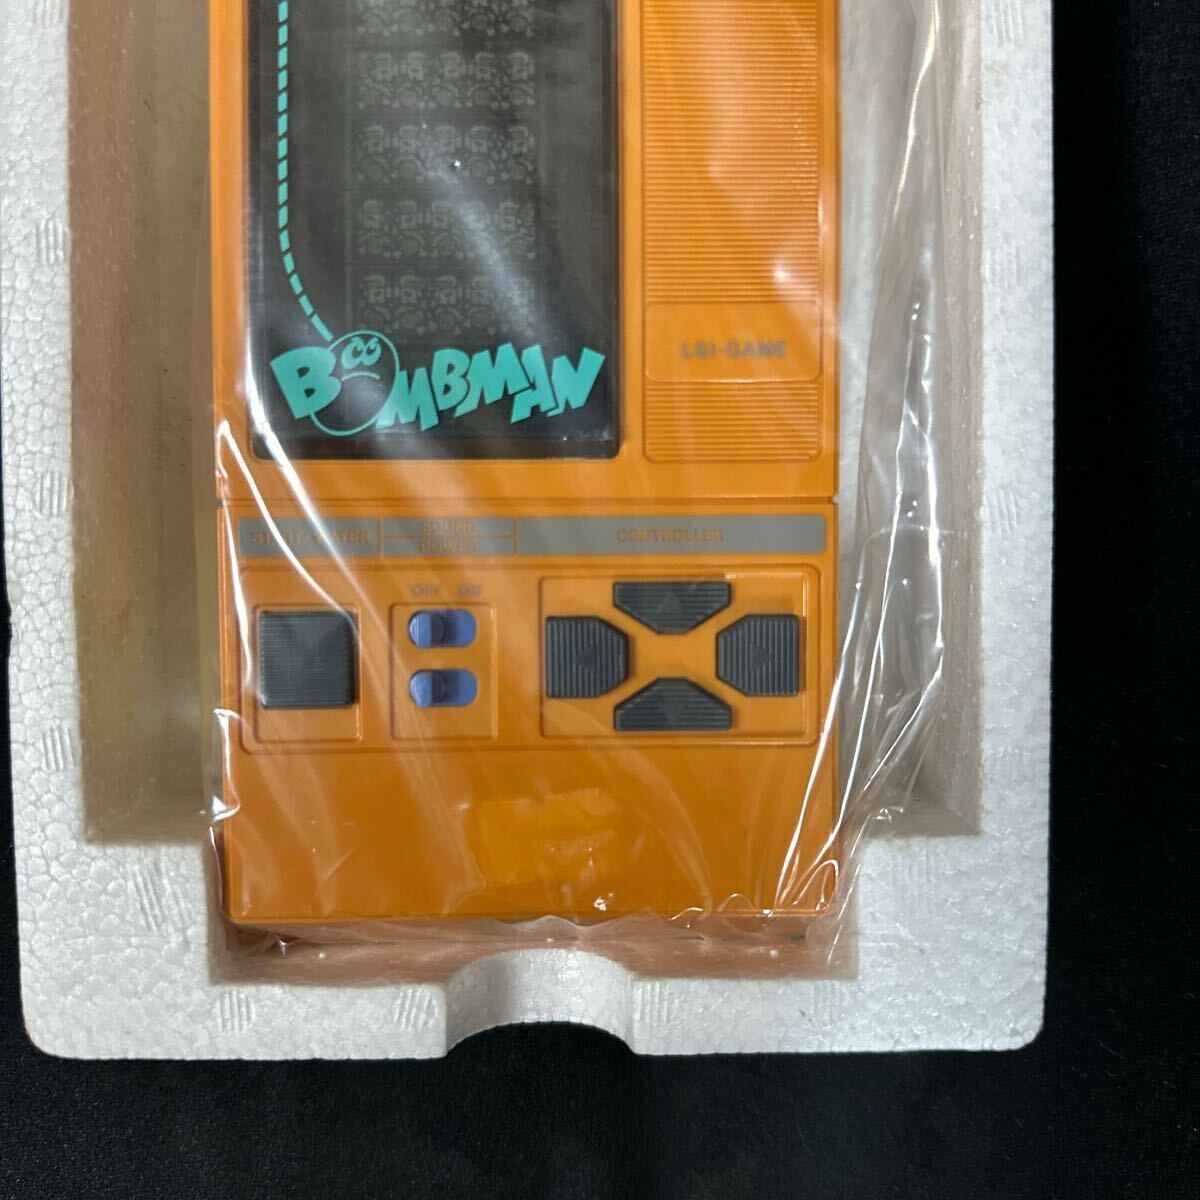 BOMBMAN
LSI-GAME
START/WATER
SOUND
POWER
CONTROLLER
OFF ON